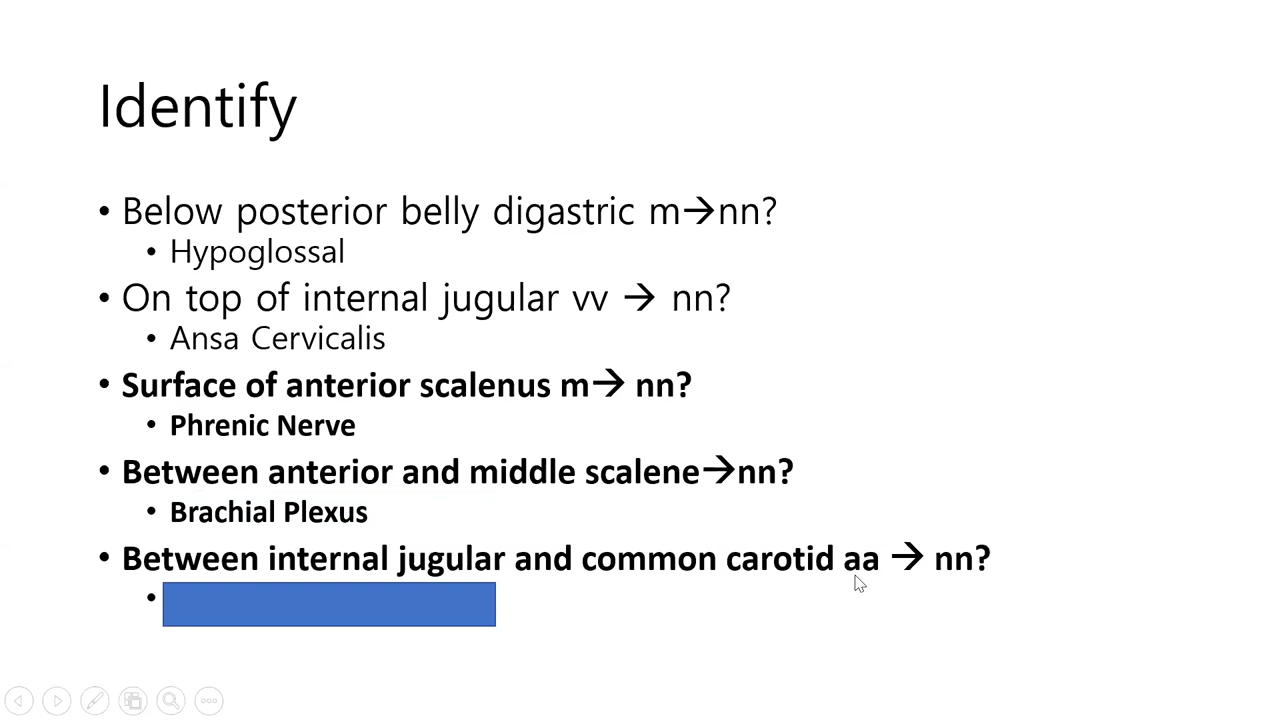 Identify
• Below posterior belly digastric m→nn?
• Hypoglossal
• On top of internal jugular vv → nn?
• Ansa Cervicalis
• Surface of anterior scalenus m→ nn?
• Phrenic Nerve
• Between anterior and middle scalene→nn?
• Brachial Plexus
• Between internal jugular and common carotid aa → nn?
•